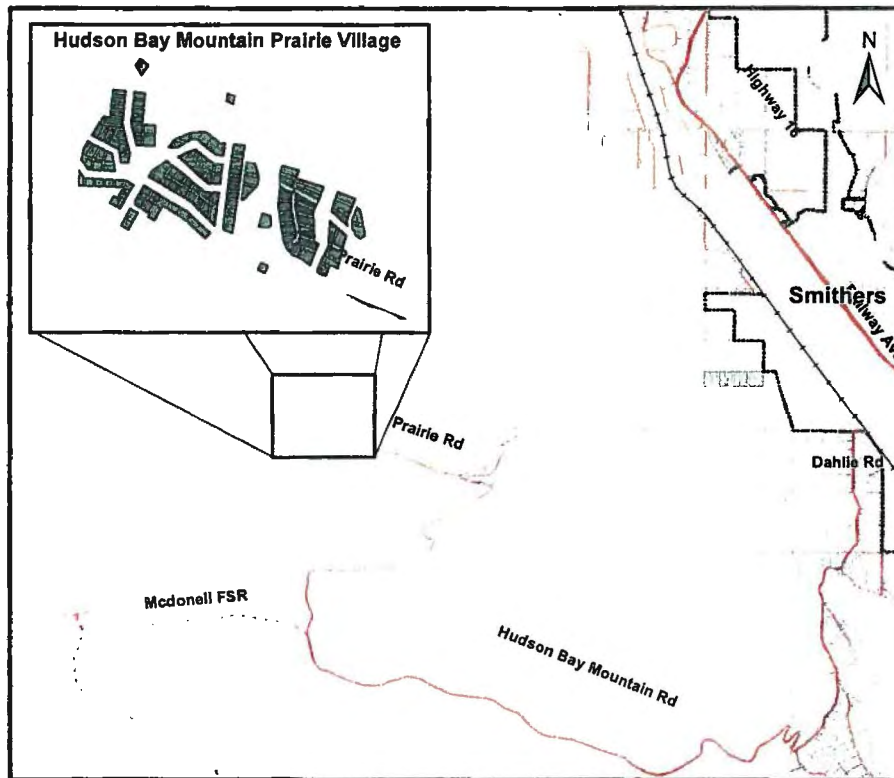 Hudson Bay Mountain Prairie Village
N
Highway 16
Prairie Rd
Smithers
Railway Av
Prairie Rd
Dahlie Rd
Mcdonell FSR
Hudson Bay Mountain Rd